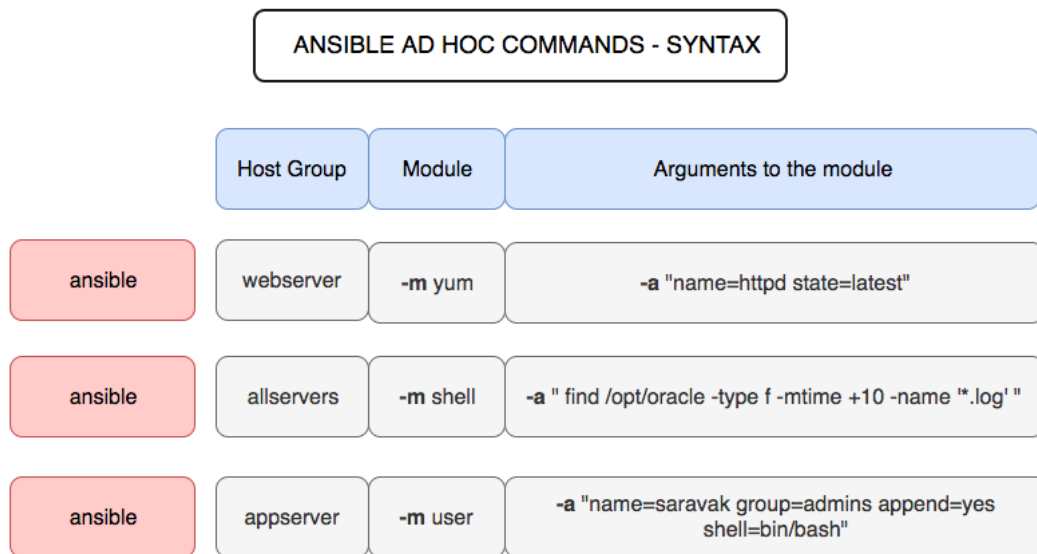 ANSIBLE AD HOC COMMANDS - SYNTAX
Host Group Module Arguments to the module
ansible webserver -m yum -a "name=httpd state=latest"
ansible allservers -m shell -a " find /opt/oracle -type f -mtime +10 -name '*.log' "
ansible appserver -m user -a "name=saravak group=admins append=yes
shell=bin/bash"